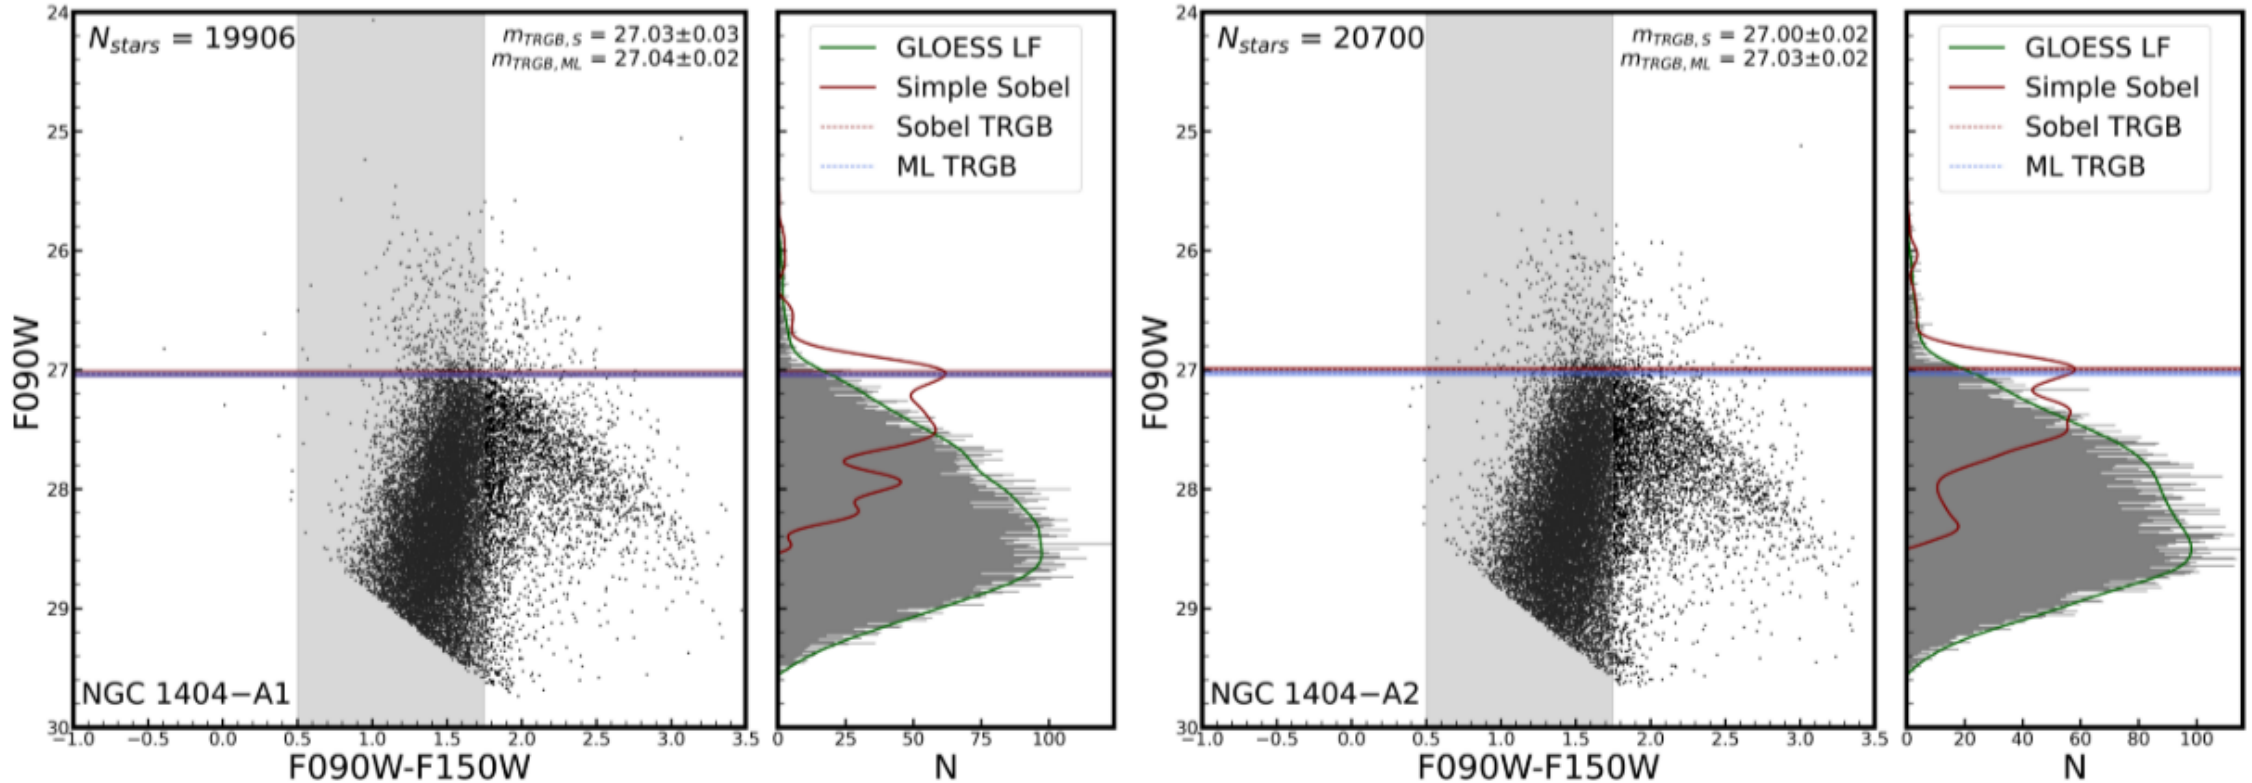 N_stars = 19906
m_TRGB,S = 27.03±0.03
m_TRGB,ML = 27.04±0.02
24
25
26
27
28
29
30
F090W
NGC 1404−A1
−1.0 −0.5 0.0 0.5 1.0 1.5 2.0 2.5 3.0 3.5
F090W-F150W
GLOESS LF
Simple Sobel
Sobel TRGB
ML TRGB
0 25 50 75 100
N
N_stars = 20700
m_TRGB,S = 27.00±0.02
m_TRGB,ML = 27.03±0.02
24
25
26
27
28
29
30
F090W
NGC 1404−A2
−1.0 −0.5 0.0 0.5 1.0 1.5 2.0 2.5 3.0 3.5
F090W-F150W
GLOESS LF
Simple Sobel
Sobel TRGB
ML TRGB
0 20 40 60 80 100
N